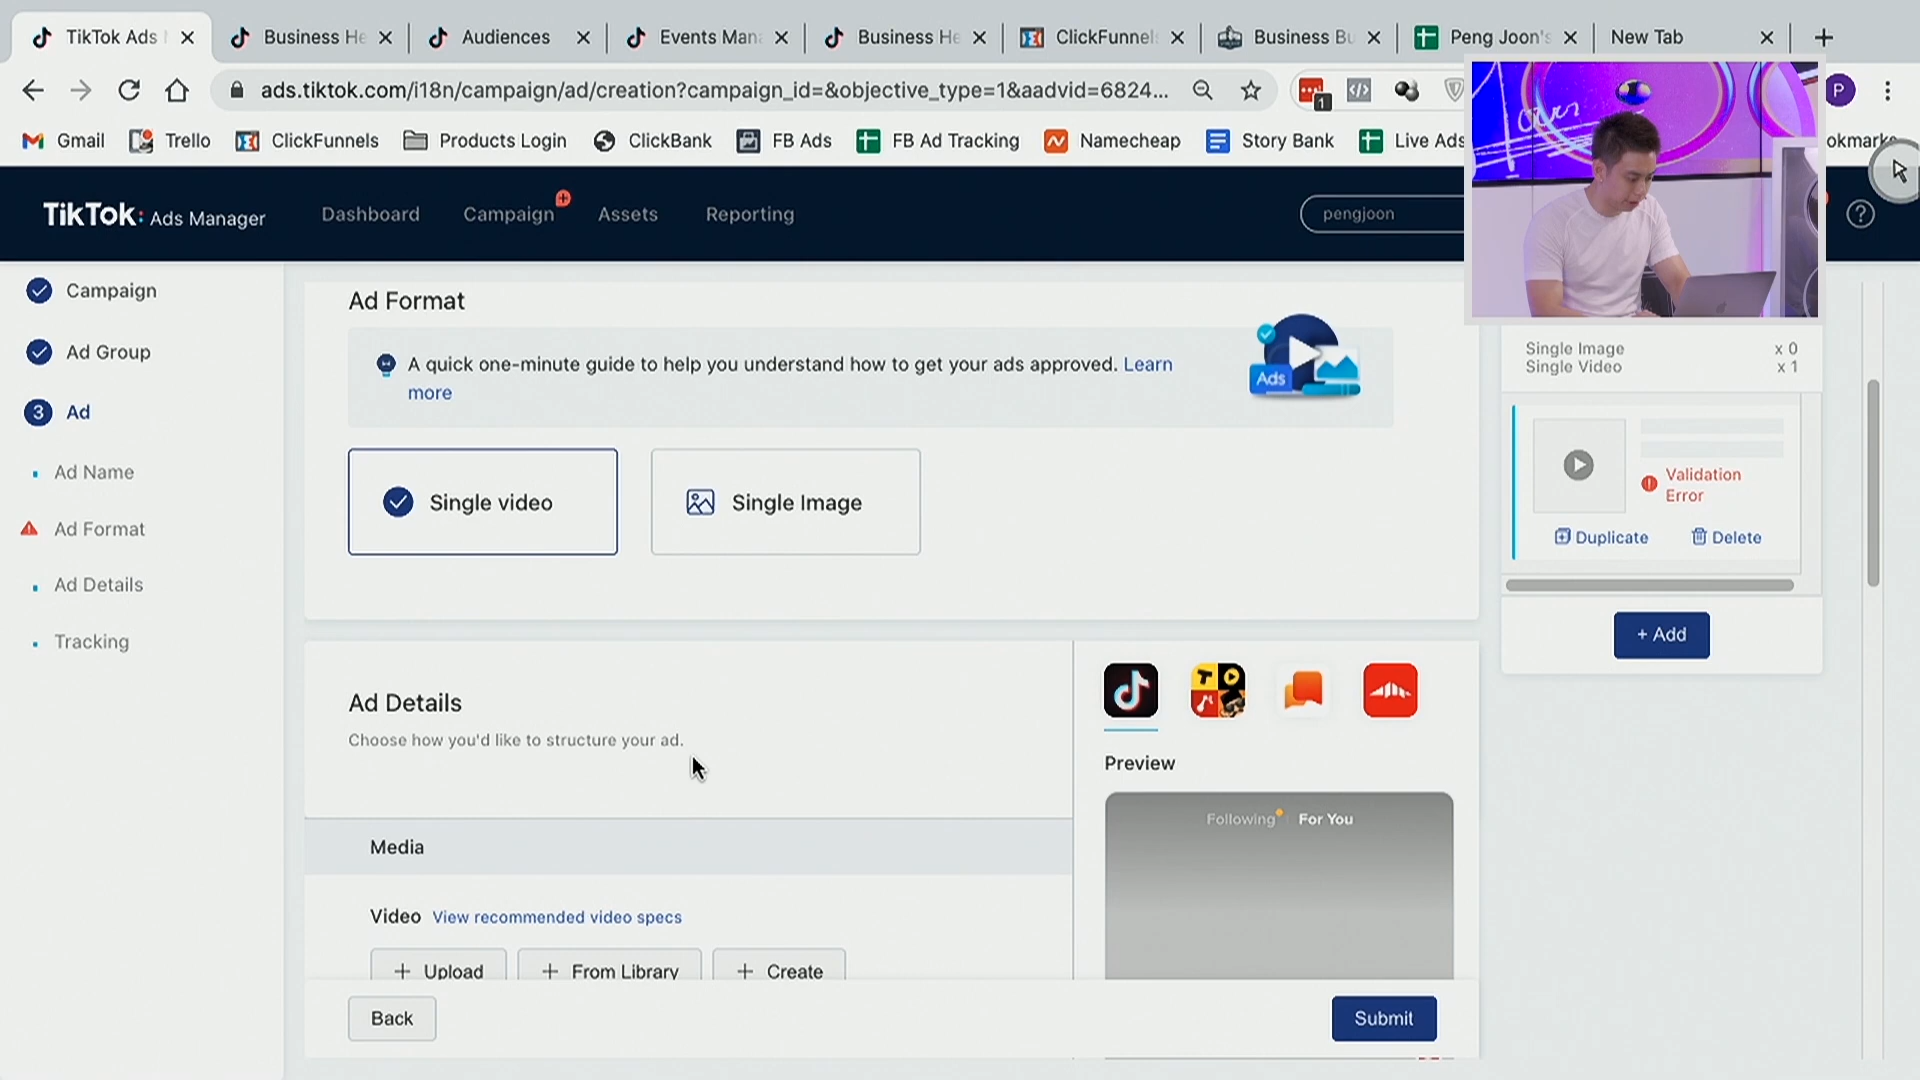 TikTok Ads
Business He
Audiences
Events Man
Business He
ClickFunnel
Business Bu
Peng Joon's
New Tab
ads.tiktok.com/i18n/campaign/ad/creation?campaign_id=&objective_type=1&aadvid=6824...
1
P
Gmail
Trello
ClickFunnels
Products Login
ClickBank
FB Ads
FB Ad Tracking
Namecheap
Story Bank
Live Ads
ookmarks
TikTok: Ads Manager
Dashboard
Campaign
Assets
Reporting
pengjoon
Campaign
Ad Group
3 Ad
Ad Name
Ad Format
Ad Details
Tracking
Ad Format
A quick one-minute guide to help you understand how to get your ads approved. Learn
more
Ads
Single video
Single Image
Ad Details
Choose how you'd like to structure your ad.
Media
Video View recommended video specs
+ Upload
+ From Library
+ Create
Back
Submit
Preview
Following
For You
Single Image x 0
Single Video x 1
Validation
Error
Duplicate
Delete
+ Add